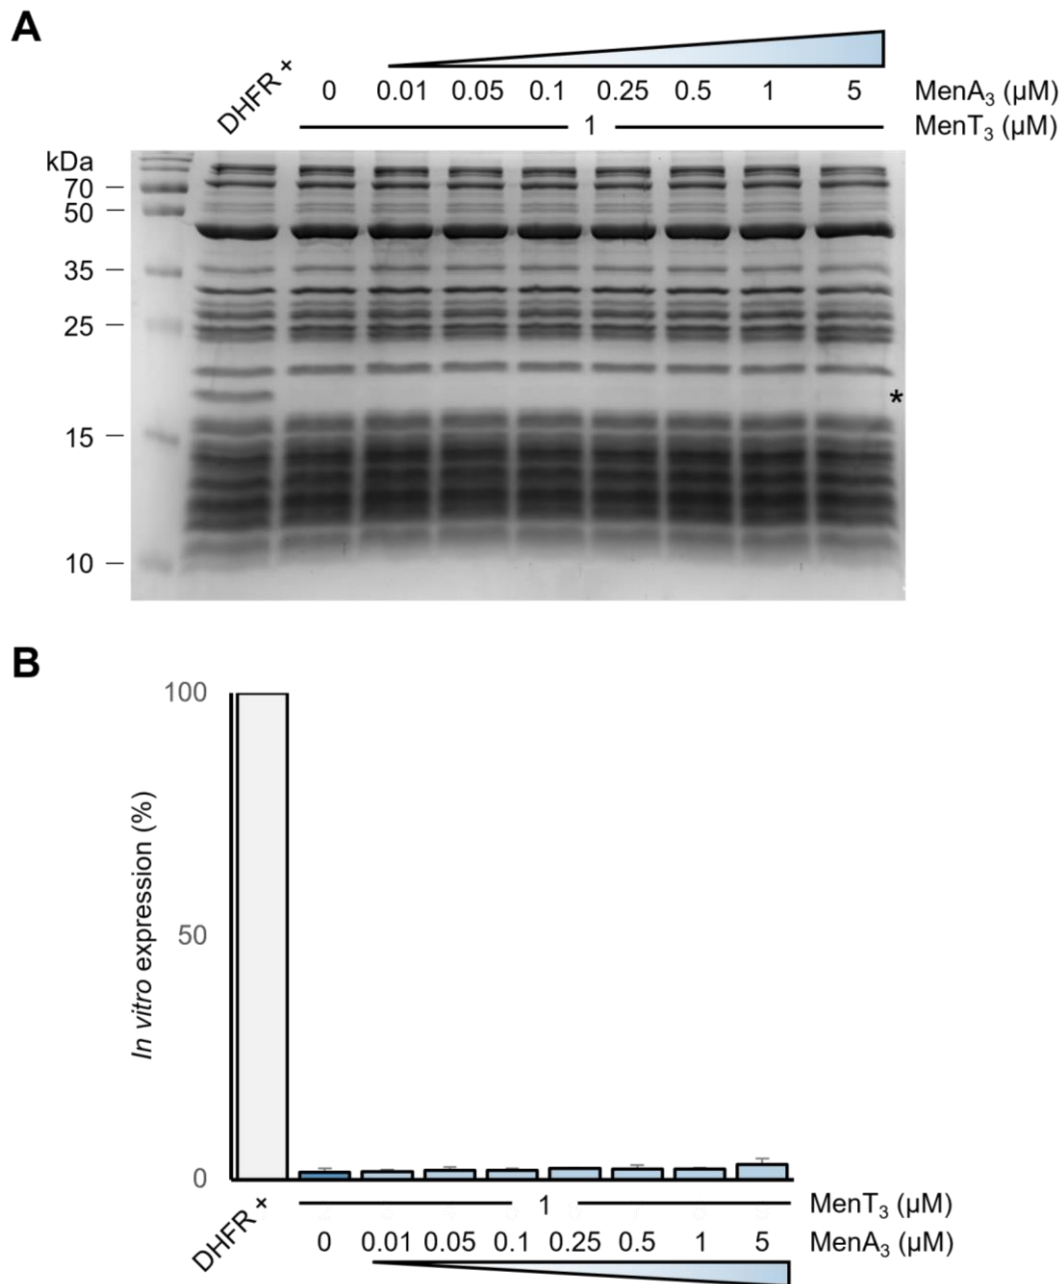 A
DHFR +
0 0.01 0.05 0.1 0.25 0.5 1 5 MenA₃ (µM)
1 MenT₃ (µM)
kDa
70
50
35
25
*
15
10
B
100
50
0
In vitro expression (%)
DHFR +
1 MenT₃ (µM)
0 0.01 0.05 0.1 0.25 0.5 1 5 MenA₃ (µM)